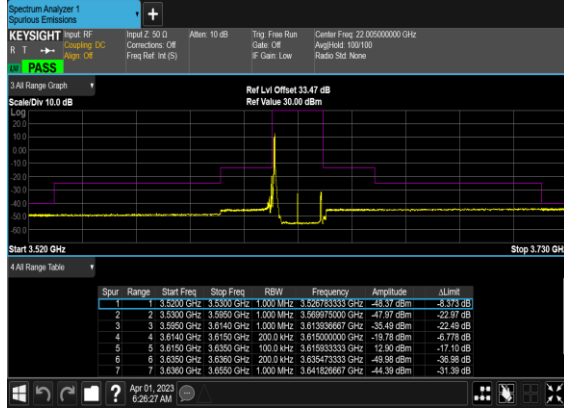 Spectrum Analyzer 1
Spurious Emissions
KEYSIGHT Input: RF Input Z: 50 Ω Atten: 10 dB Trig: Free Run Center Freq: 22.005000000 GHz
R T Coupling: DC Corrections: Off Gate: Off Avg|Hold: 100/100
Align: Off Freq Ref: Int (S) IF Gain: Low Radio Std: None
PASS
3 All Range Graph
Ref Lvl Offset 33.47 dB
Scale/Div 10.0 dB Ref Value 30.00 dBm
Log
20.0
10.0
0.00
-10.0
-20.0
-30.0
-40.0
-50.0
-60.0
Start 3.520 GHz Stop 3.730 GH
4 All Range Table
Spur Range Start Freq Stop Freq RBW Frequency Amplitude ΔLimit
1 1 3.5200 GHz 3.5300 GHz 1.000 MHz 3.526783333 GHz -48.37 dBm -8.373 dB
2 2 3.5300 GHz 3.5950 GHz 1.000 MHz 3.569975000 GHz -47.97 dBm -22.97 dB
3 3 3.5950 GHz 3.6140 GHz 1.000 MHz 3.613936667 GHz -35.49 dBm -22.49 dB
4 4 3.6140 GHz 3.6150 GHz 200.0 kHz 3.615000000 GHz -19.78 dBm -6.778 dB
5 5 3.6150 GHz 3.6350 GHz 100.0 kHz 3.615933333 GHz 12.90 dBm -17.10 dB
6 6 3.6350 GHz 3.6360 GHz 200.0 kHz 3.635473333 GHz -49.98 dBm -36.98 dB
7 7 3.6360 GHz 3.6550 GHz 1.000 MHz 3.641826667 GHz -44.39 dBm -31.39 dB
Apr 01, 2023
6:26:27 AM